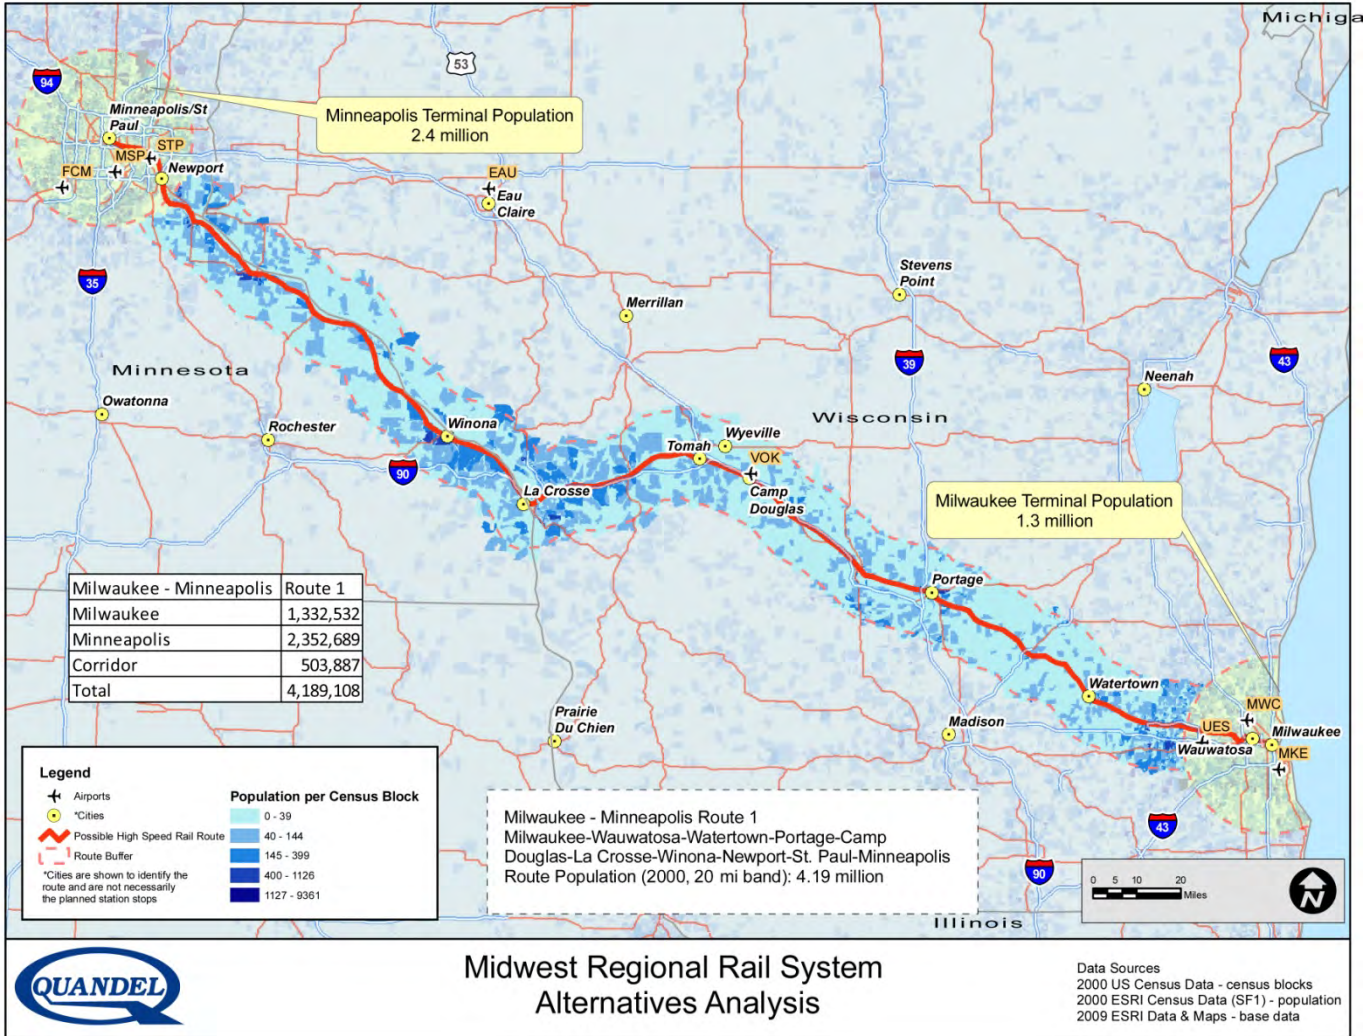 Michiga
94
53
Minneapolis Terminal Population
2.4 million
Minneapolis/St
Paul
STP
MSP
FCM
Newport
EAU
Eau
Claire
35
Stevens
Point
Merrillan
39
43
Minnesota
Neenah
Owatonna
Wisconsin
Rochester
Winona
Wyeville
Tomah
VOK
90
La Crosse
Camp
Douglas
Milwaukee Terminal Population
1.3 million
Portage
Milwaukee - Minneapolis Route 1
Milwaukee 1,332,532
Minneapolis 2,352,689
Corridor 503,887
Total 4,189,108
Watertown
Prairie
Du Chien
Madison
MWC
UES
Milwaukee
Wauwatosa
MKE
43
90
Illinois
Legend
Airports
*Cities
Possible High Speed Rail Route
Route Buffer
*Cities are shown to identify the
route and are not necessarily
the planned station stops
Population per Census Block
0 - 39
40 - 144
145 - 399
400 - 1126
1127 - 9361
Milwaukee - Minneapolis Route 1
Milwaukee-Wauwatosa-Watertown-Portage-Camp
Douglas-La Crosse-Winona-Newport-St. Paul-Minneapolis
Route Population (2000, 20 mi band): 4.19 million
0 5 10 20
Miles
N
QUANDEL
Midwest Regional Rail System
Alternatives Analysis
Data Sources
2000 US Census Data - census blocks
2000 ESRI Census Data (SF1) - population
2009 ESRI Data & Maps - base data